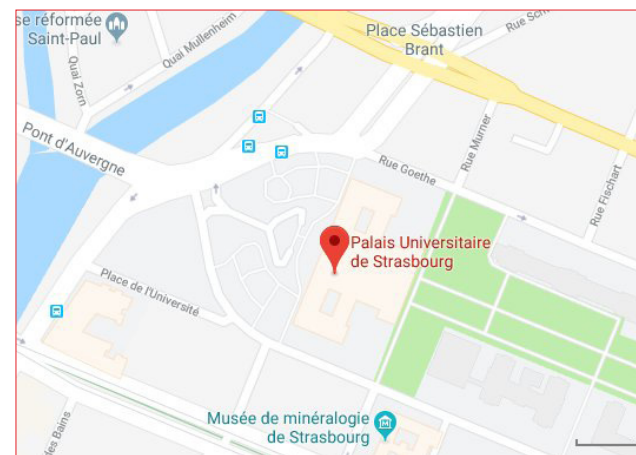 se réformée
Saint-Paul
Quai Mullenheim
Quai Zorn
Place Sébastien
Brant
Rue Sch
Pont d'Auvergne
Rue Goethe
Rue Murner
Rue Fischart
Palais Universitaire
de Strasbourg
Place de l'Université
Musée de minéralogie
de Strasbourg
des Bains